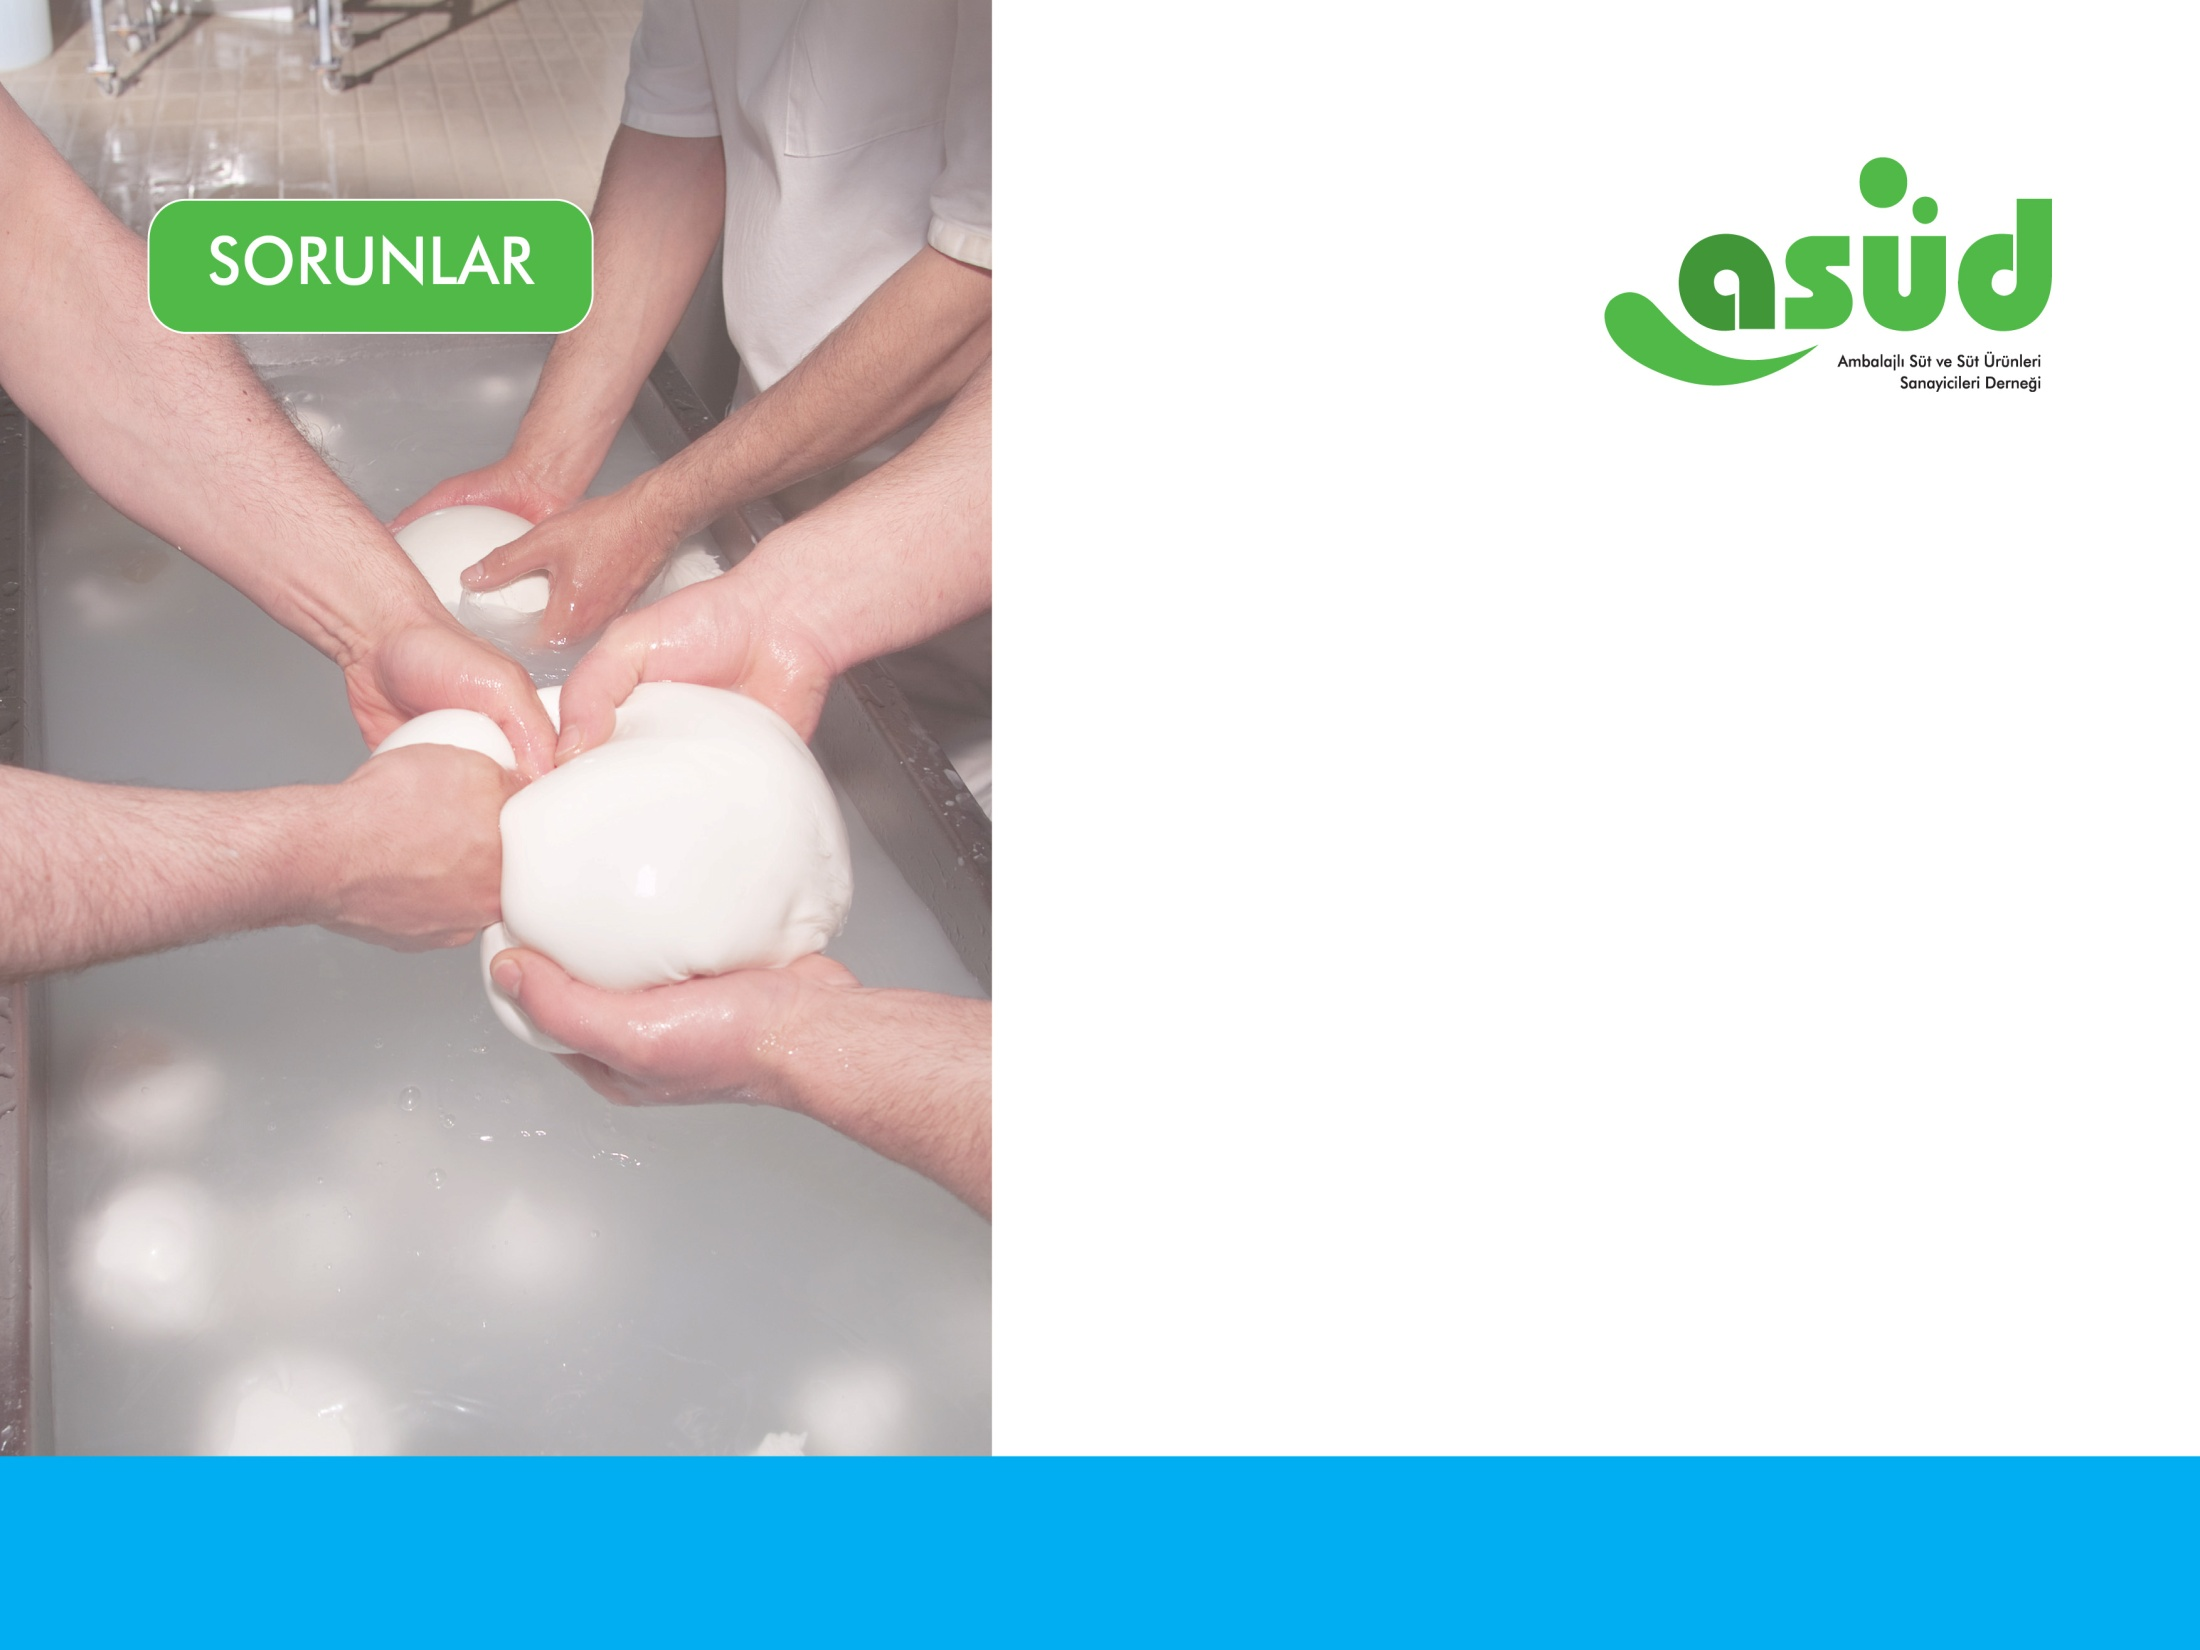 SORUNLAR
asüd
Ambalajlı Süt ve Süt Ürünleri
Sanayicileri Derneği